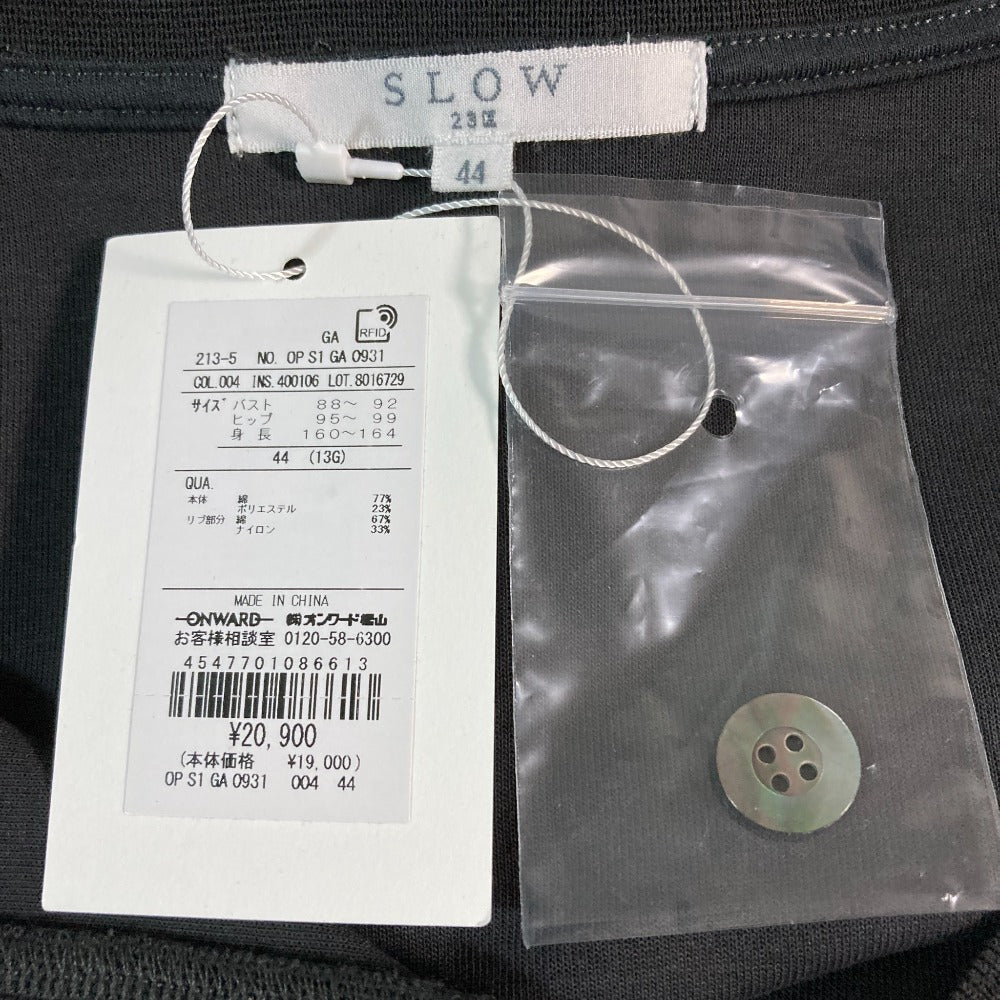 SLOW
23区
44
GA RFID
213-5 NO. OP S1 GA 0931
COL.004 INS.400106 LOT.8016729
サイズ バスト 88～ 92
ヒップ 95～ 99
身 長 160～164
44 (13G)
QUA.
本体 綿 77%
ポリエステル 23%
リブ部分 綿 67%
ナイロン 33%
MADE IN CHINA
ONWARD ㈱オンワード樫山
お客様相談室 0120-58-6300
4547701086613
¥20,900
(本体価格 ¥19,000)
OP S1 GA 0931 004 44